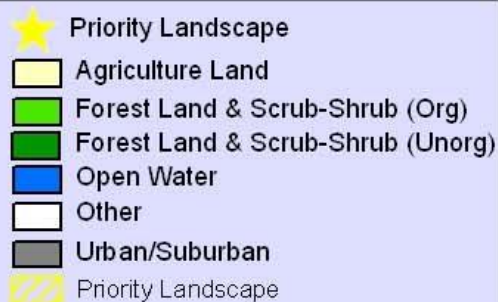 Priority Landscape
Agriculture Land
Forest Land & Scrub-Shrub (Org)
Forest Land & Scrub-Shrub (Unorg)
Open Water
Other
Urban/Suburban
Priority Landscape